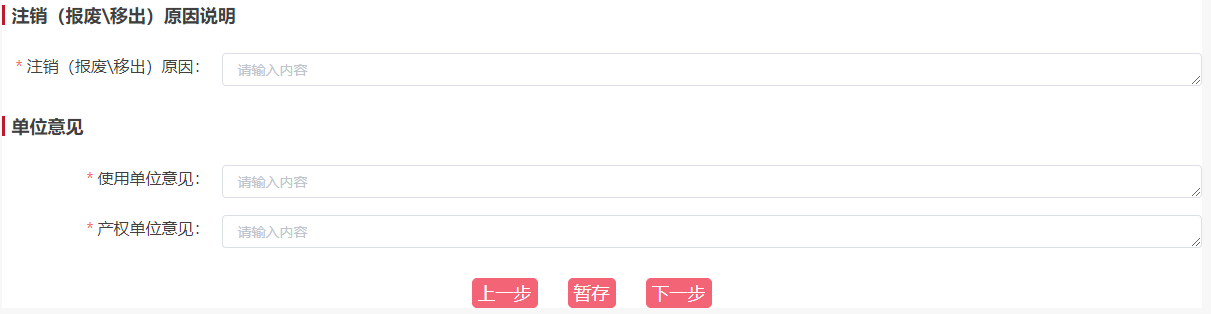 注销（报废\移出）原因说明
* 注销（报废\移出）原因： 请输入内容
单位意见
* 使用单位意见： 请输入内容
* 产权单位意见： 请输入内容
上一步 暂存 下一步